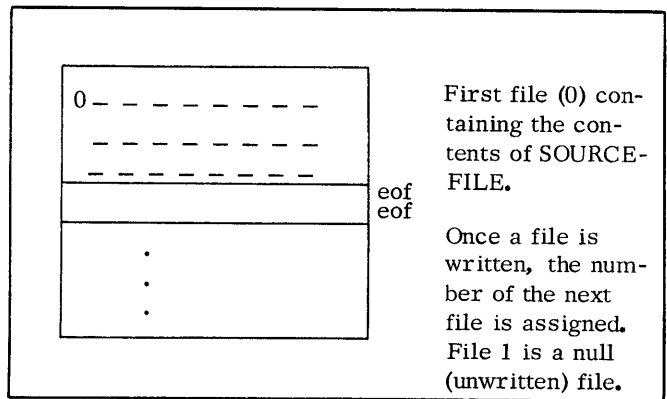 0
eof
eof
First file (0) con-
taining the con-
tents of SOURCE-
FILE.
Once a file is
written, the num-
ber of the next
file is assigned.
File 1 is a null
(unwritten) file.